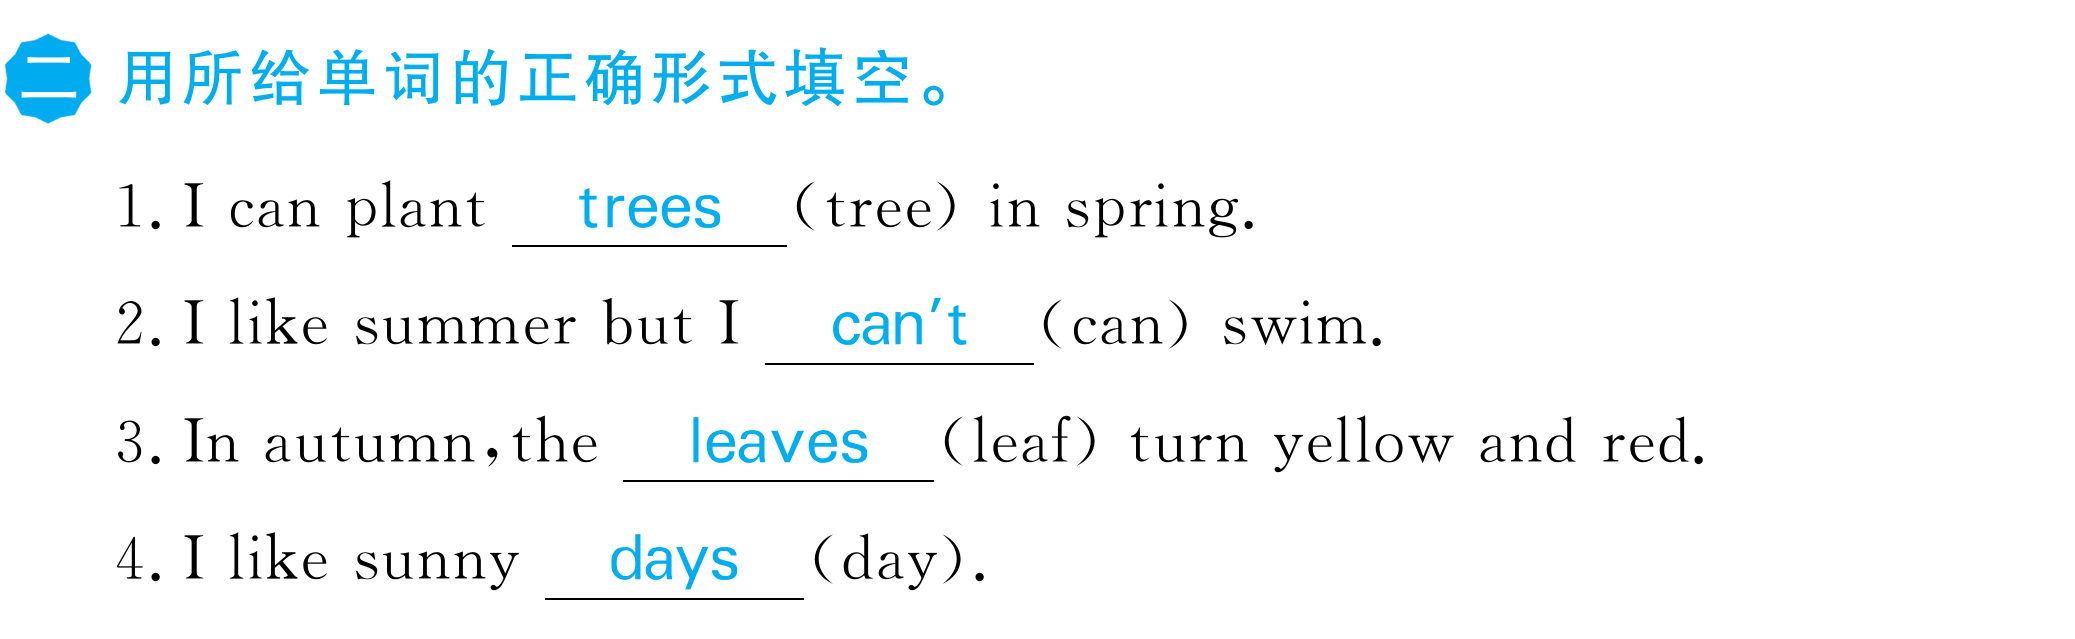 二 用所给单词的正确形式填空。
1. I can plant trees (tree) in spring.
2. I like summer but I can't (can) swim.
3. In autumn, the leaves (leaf) turn yellow and red.
4. I like sunny days (day).